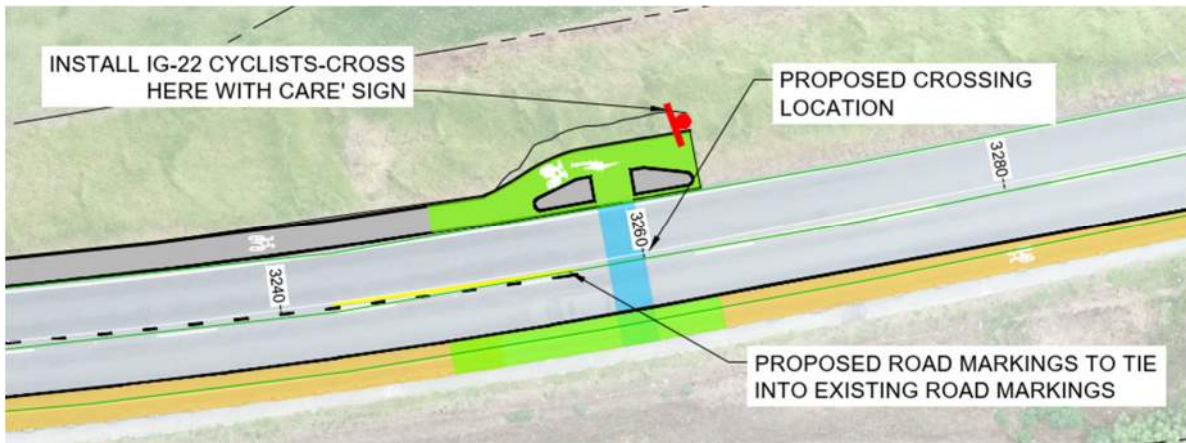 INSTALL IG-22 CYCLISTS-CROSS
HERE WITH CARE' SIGN
PROPOSED CROSSING
LOCATION
3280
3260
3240
PROPOSED ROAD MARKINGS TO TIE
INTO EXISTING ROAD MARKINGS